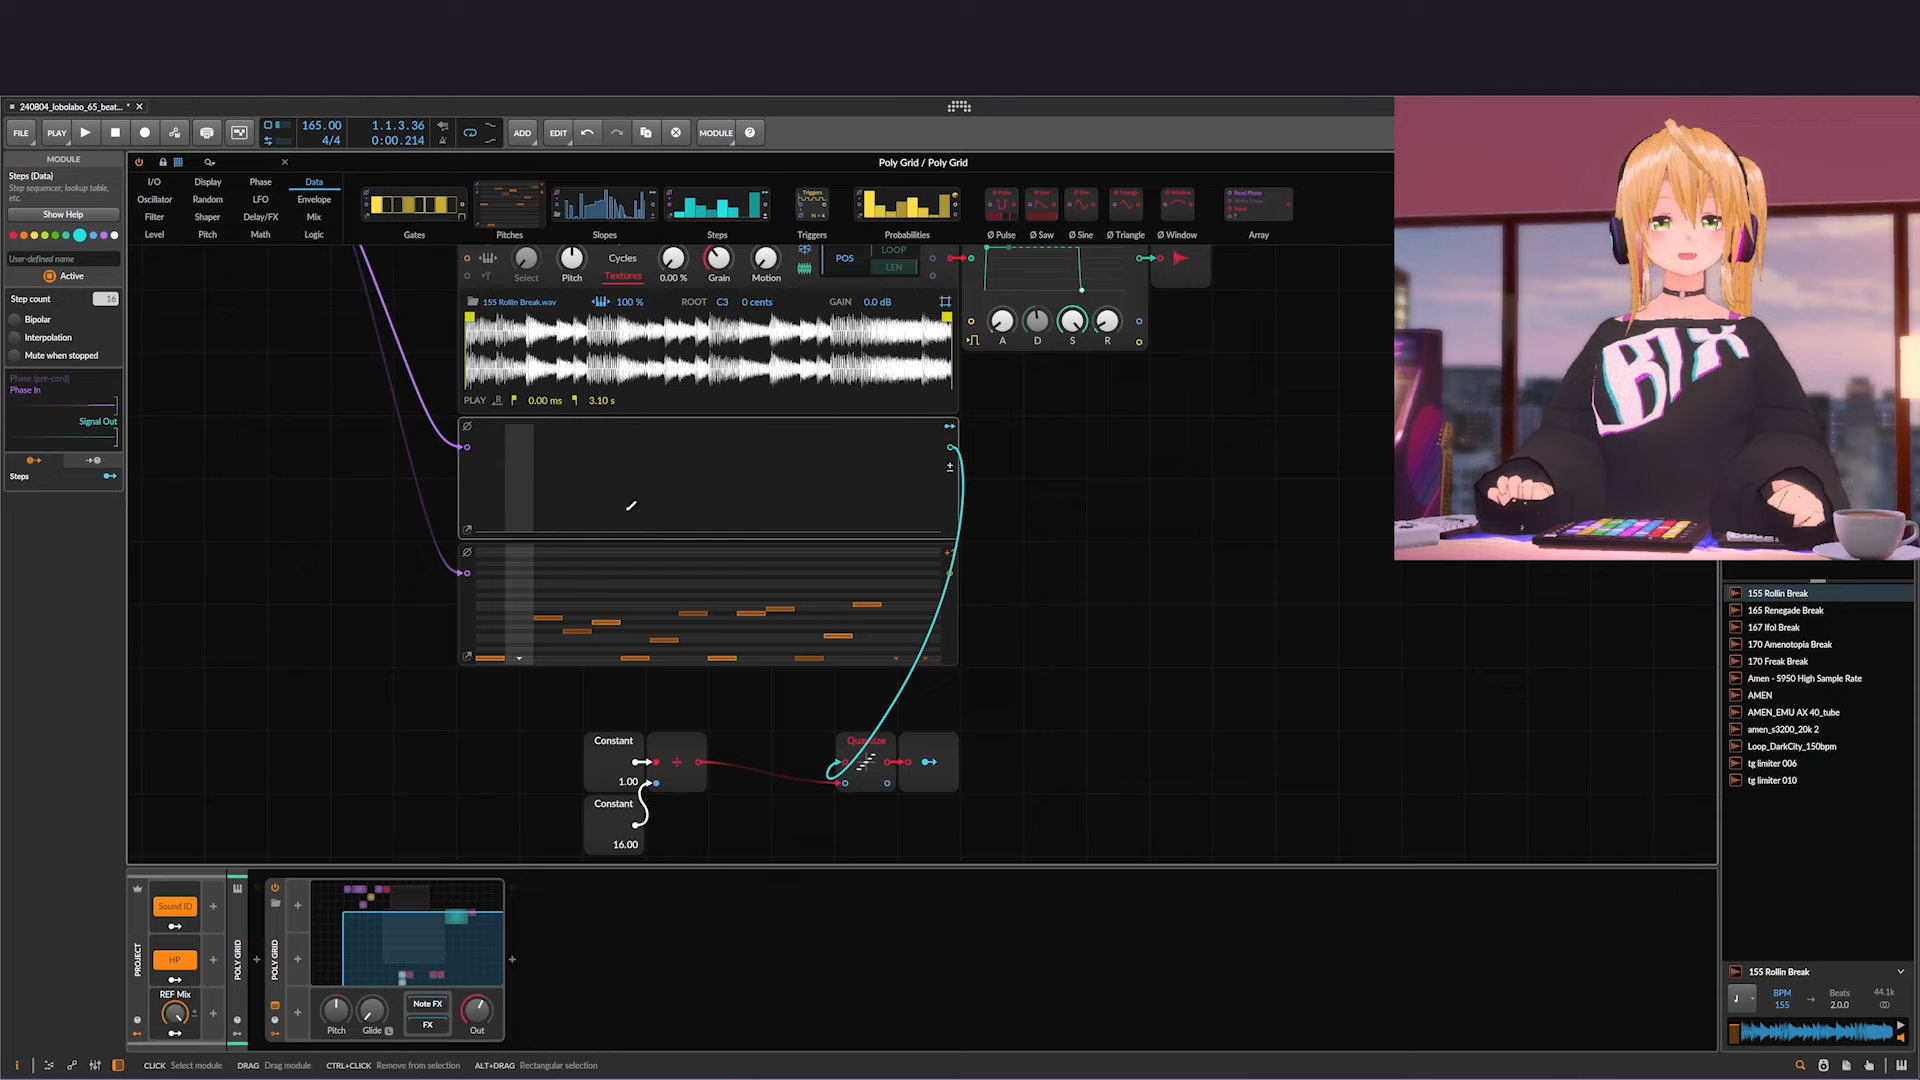 240804_lobolabo_65_beat... *
FILE
PLAY
165.00
4/4
1.1.3.36
0:00.214
ADD
EDIT
MODULE
MODULE
Steps (Data)
Step sequencer, lookup table, etc.
Show Help
User-defined name
Active
Step count
16
Bipolar
Interpolation
Mute when stopped
Phase (pre-cord)
Phase In
Signal Out
Steps
Poly Grid / Poly Grid
I/O
Display
Phase
Data
Oscillator
Random
LFO
Envelope
Filter
Shaper
Delay/FX
Mix
Level
Pitch
Math
Logic
Gates
Pitches
Slopes
Steps
Triggers
Triggers
N ÷ 4
Probabilities
Ø Pulse
Ø Saw
Ø Sine
Ø Triangle
Ø Window
Array
Select
Pitch
Cycles
Textures
0.00 %
Grain
Motion
POS
LOOP
LEN
155 Rollin Break.wav
100 %
ROOT
C3
0 cents
GAIN
0.0 dB
PLAY
0.00 ms
3.10 s
A
D
S
R
Constant
1.00
Constant
16.00
Quantize
BIX
155 Rollin Break
165 Renegade Break
167 Ifol Break
170 Amenotopia Break
170 Freak Break
Amen - S950 High Sample Rate
AMEN
AMEN_EMU AX 40_tube
amen_s3200_20k 2
Loop_DarkCity_150bpm
tg limiter 006
tg limiter 010
155 Rollin Break
BPM
155
Beats
2.0.0
44.1k
PROJECT
Sound ID
HP
REF Mix
POLY GRID
POLY GRID
Pitch
Glide
L
Note FX
FX
Out
CLICK Select module
DRAG Drag module
CTRL+CLICK Remove from selection
ALT+DRAG Rectangular selection